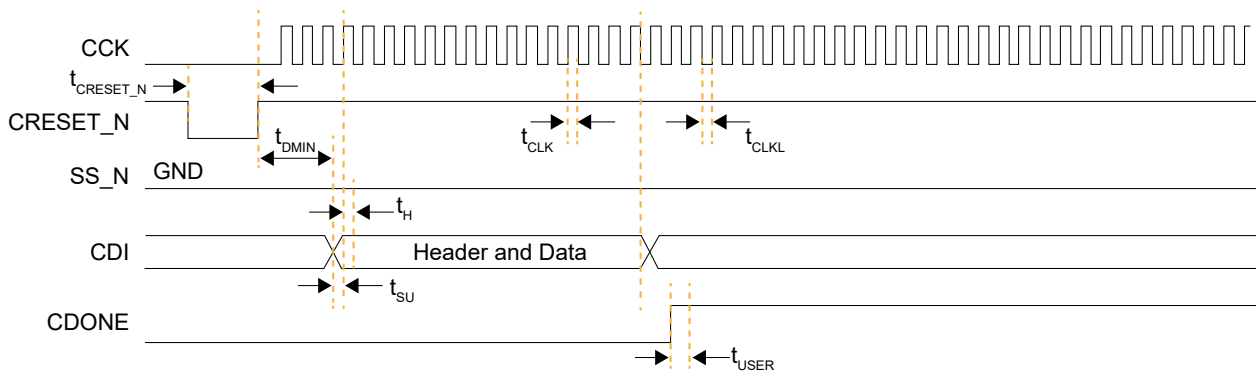 CCK
tCRESET_N
CRESET_N
tDMIN
tCLK
tCLKL
SS_N
GND
tH
CDI
Header and Data
tSU
CDONE
tUSER